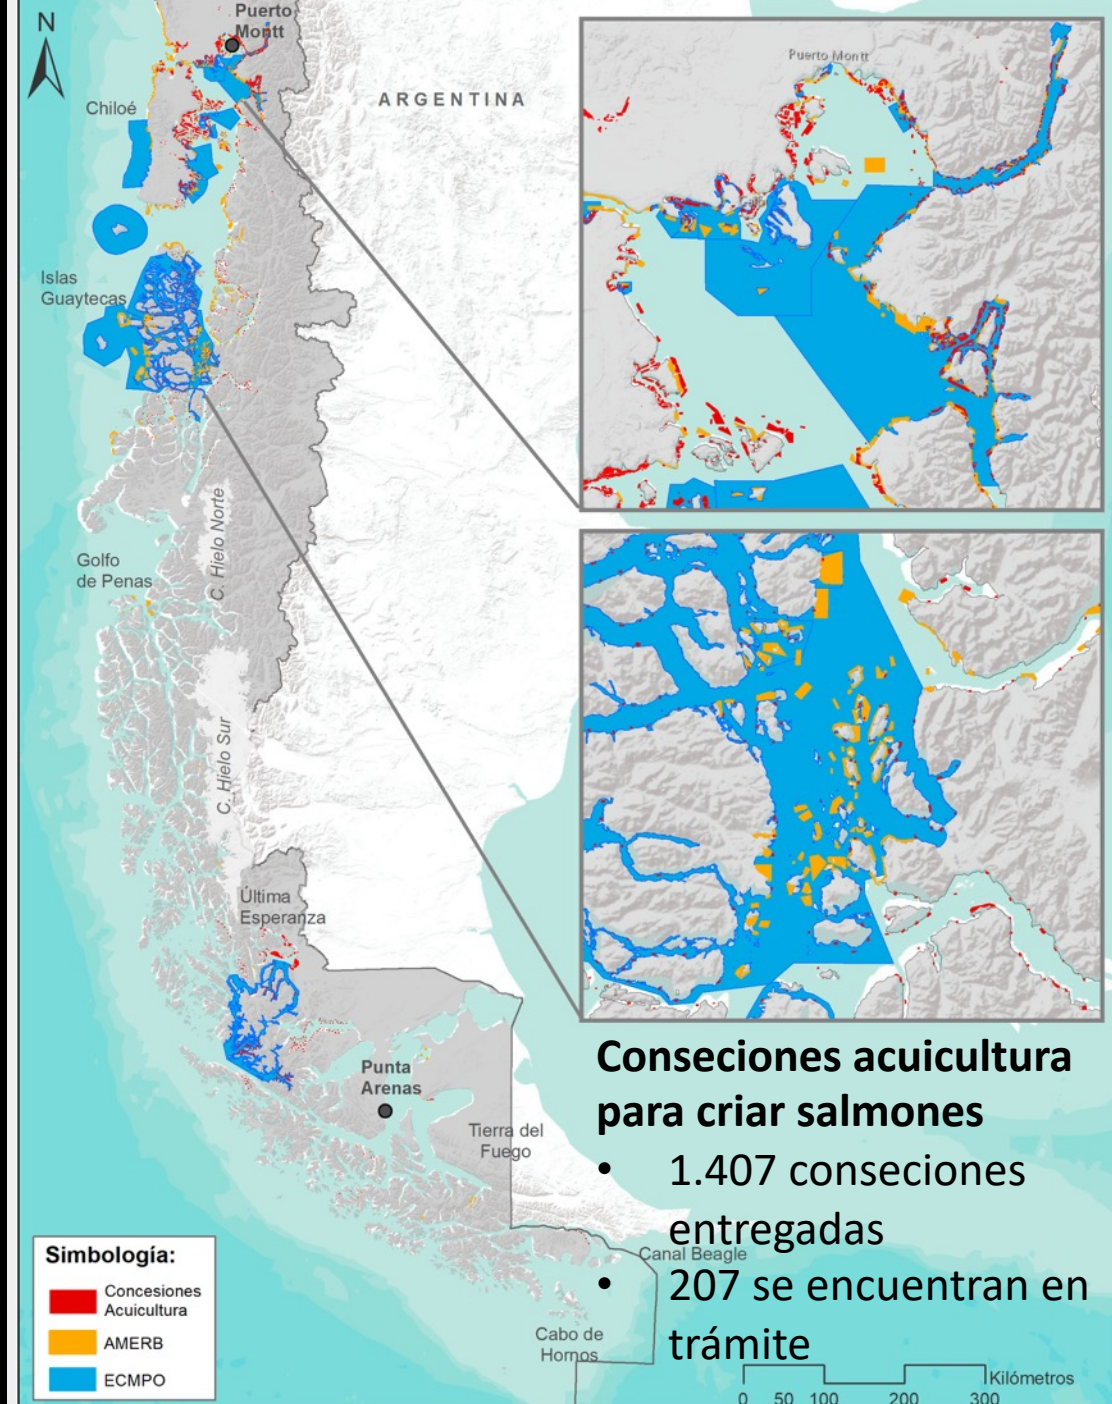 N
Puerto
Montt
Chiloé
ARGENTINA
Islas
Guaytecas
Golfo
de Penas
C. Hielo Norte
C. Hielo Sur
Última
Esperanza
Punta
Arenas
Tierra del
Fuego
Canal Beagle
Cabo de
Hornos
Puerto Montt
Conseciones acuicultura
para criar salmones
• 1.407 conseciones
entregadas
• 207 se encuentran en
trámite
Simbología:
Concesiones
Acuicultura
AMERB
ECMPO
Kilómetros
0 50 100 200 300